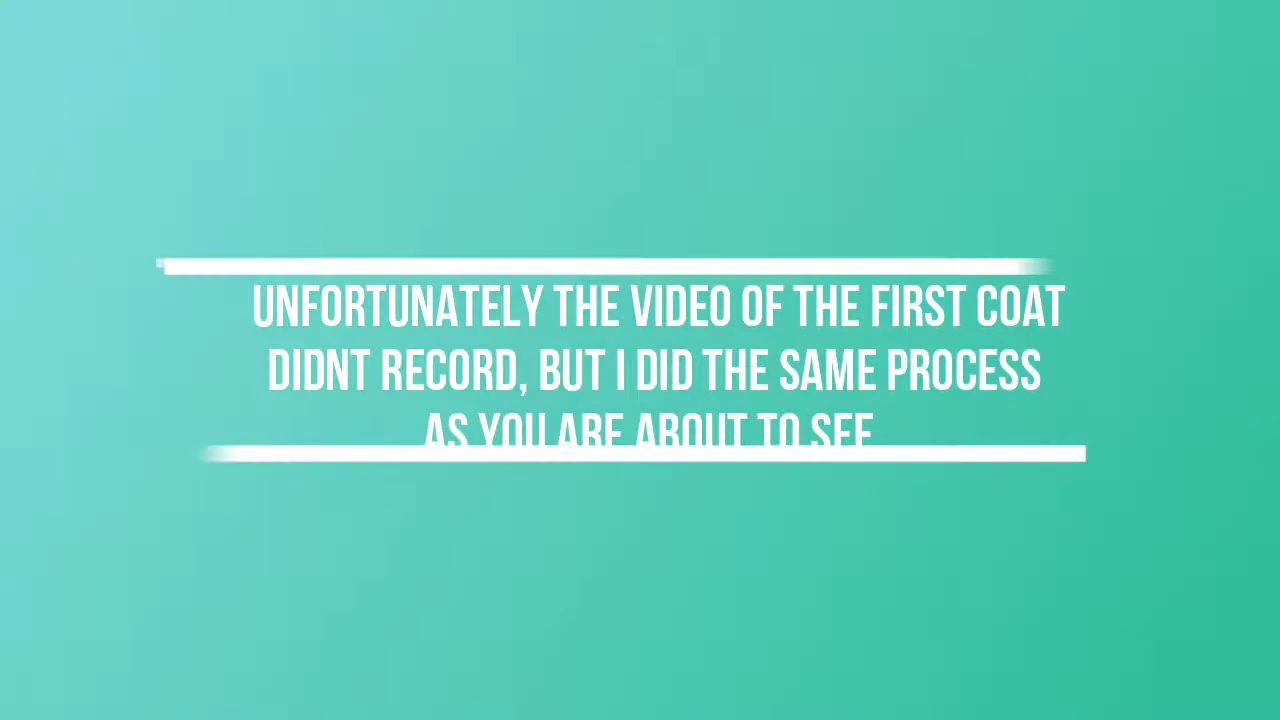 UNFORTUNATELY THE VIDEO OF THE FIRST COAT
DIDNT RECORD, BUT I DID THE SAME PROCESS
AS YOU ARE ABOUT TO SEE